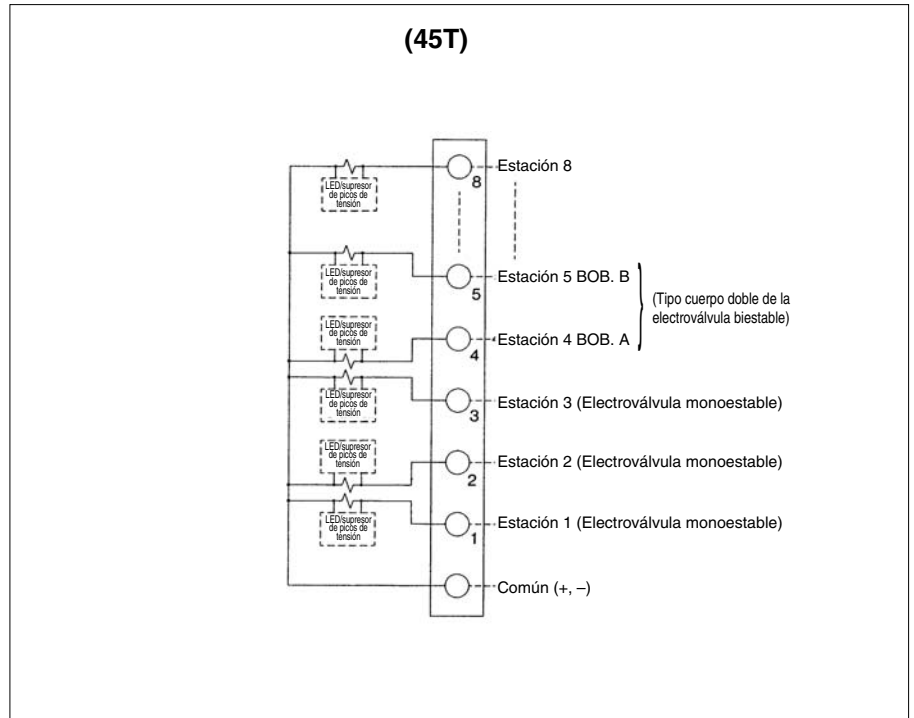 (45T)
LED/supresor
de picos de
tensión
8
Estación 8
LED/supresor
de picos de
tensión
5
Estación 5 BOB. B
(Tipo cuerpo doble de la
electroválvula biestable)
LED/supresor
de picos de
tensión
4
Estación 4 BOB. A
LED/supresor
de picos de
tensión
3
Estación 3 (Electroválvula monoestable)
LED/supresor
de picos de
tensión
2
Estación 2 (Electroválvula monoestable)
LED/supresor
de picos de
tensión
1
Estación 1 (Electroválvula monoestable)
Común (+, –)